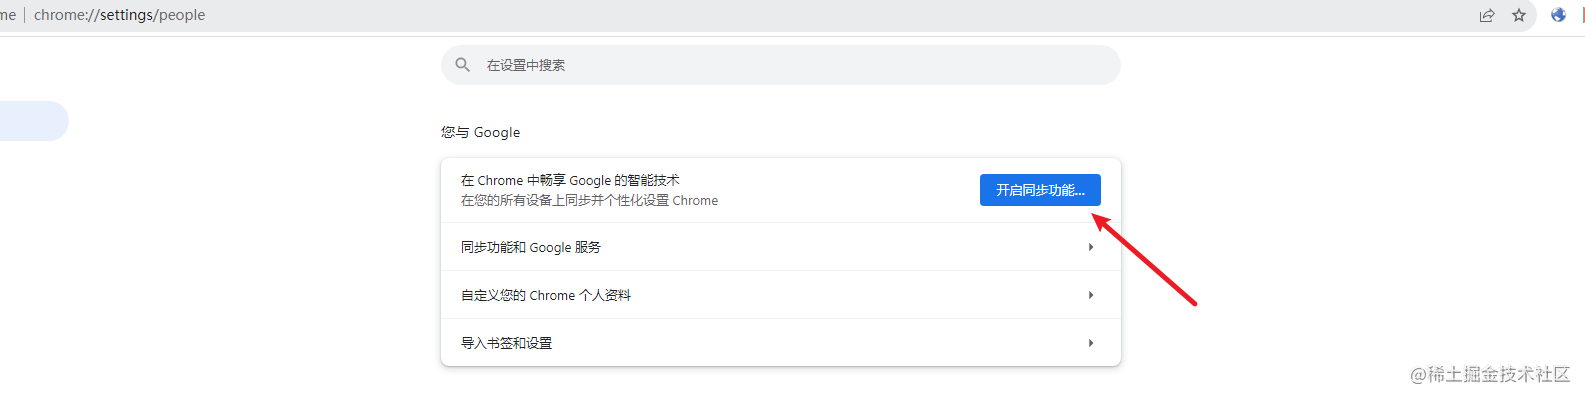 me | chrome://settings/people
在设置中搜索
您与 Google
在 Chrome 中畅享 Google 的智能技术
在您的所有设备上同步并个性化设置 Chrome
开启同步功能...
同步功能和 Google 服务
自定义您的 Chrome 个人资料
导入书签和设置
@稀土掘金技术社区